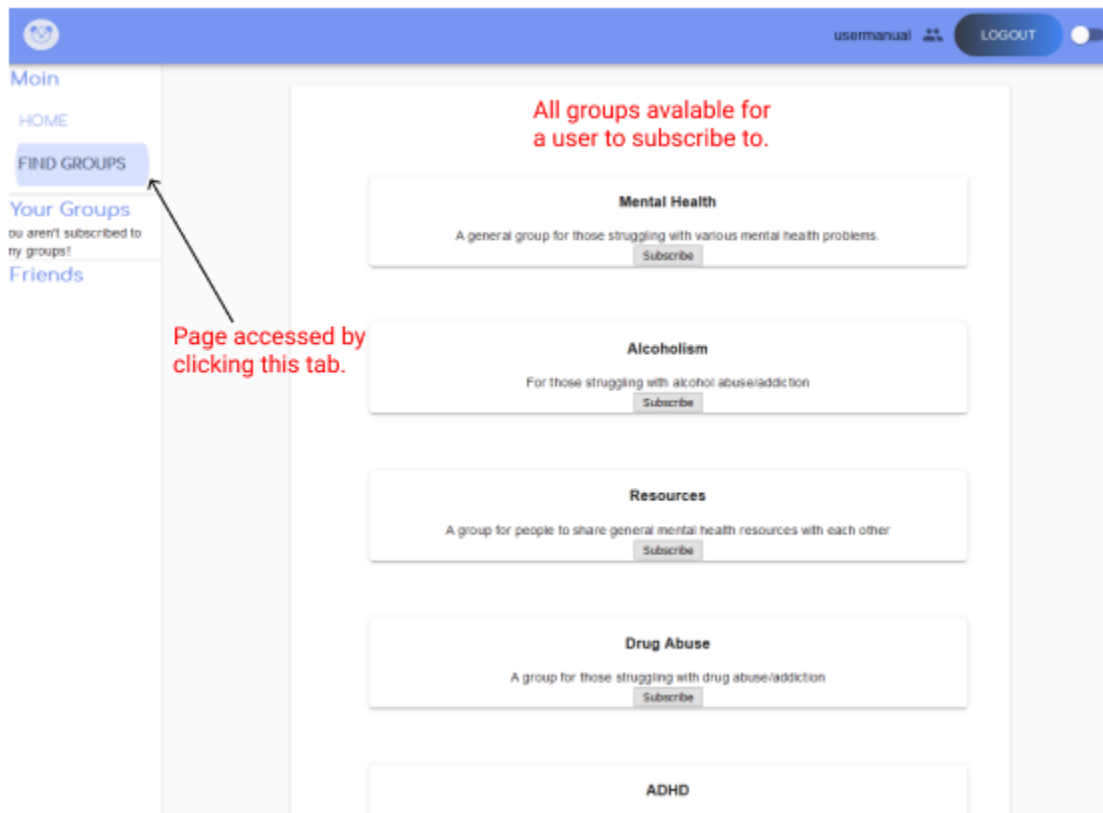 usermanual
LOGOUT
Moin
HOME
FIND GROUPS
Your Groups
ou aren't subscribed to
ny groups!
Friends
All groups avalable for
a user to subscribe to.
Page accessed by
clicking this tab.
Mental Health
A general group for those struggling with various mental health problems.
Subscribe
Alcoholism
For those struggling with alcohol abuse/addiction
Subscribe
Resources
A group for people to share general mental health resources with each other
Subscribe
Drug Abuse
A group for those struggling with drug abuse/addiction
Subscribe
ADHD